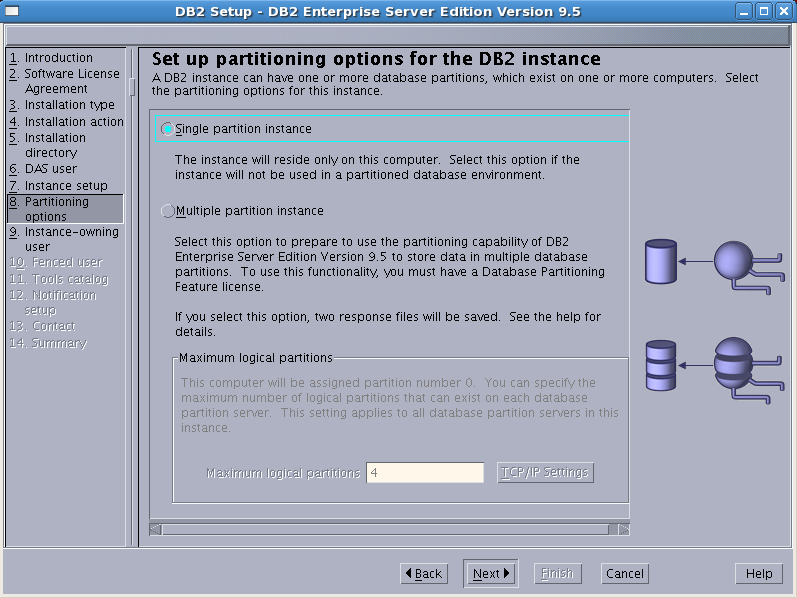 DB2 Setup - DB2 Enterprise Server Edition Version 9.5
1. Introduction
2. Software License
Agreement
3. Installation type
4. Installation action
5. Installation
directory
6. DAS user
7. Instance setup
8. Partitioning
options
9. Instance-owning
user
10. Fenced user
11. Tools catalog
12. Notification
setup
13. Contact
14. Summary
Set up partitioning options for the DB2 instance
A DB2 instance can have one or more database partitions, which exist on one or more computers. Select
the partitioning options for this instance.
Single partition instance
The instance will reside only on this computer. Select this option if the
instance will not be used in a partitioned database environment.
Multiple partition instance
Select this option to prepare to use the partitioning capability of DB2
Enterprise Server Edition Version 9.5 to store data in multiple database
partitions. To use this functionality, you must have a Database Partitioning
Feature license.
If you select this option, two response files will be saved. See the help for
details.
Maximum logical partitions
This computer will be assigned partition number 0. You can specify the
maximum number of logical partitions that can exist on each database
partition server. This setting applies to all database partition servers in this
instance.
Maximum logical partitions 4 TCP/IP Settings
Back Next Finish Cancel Help